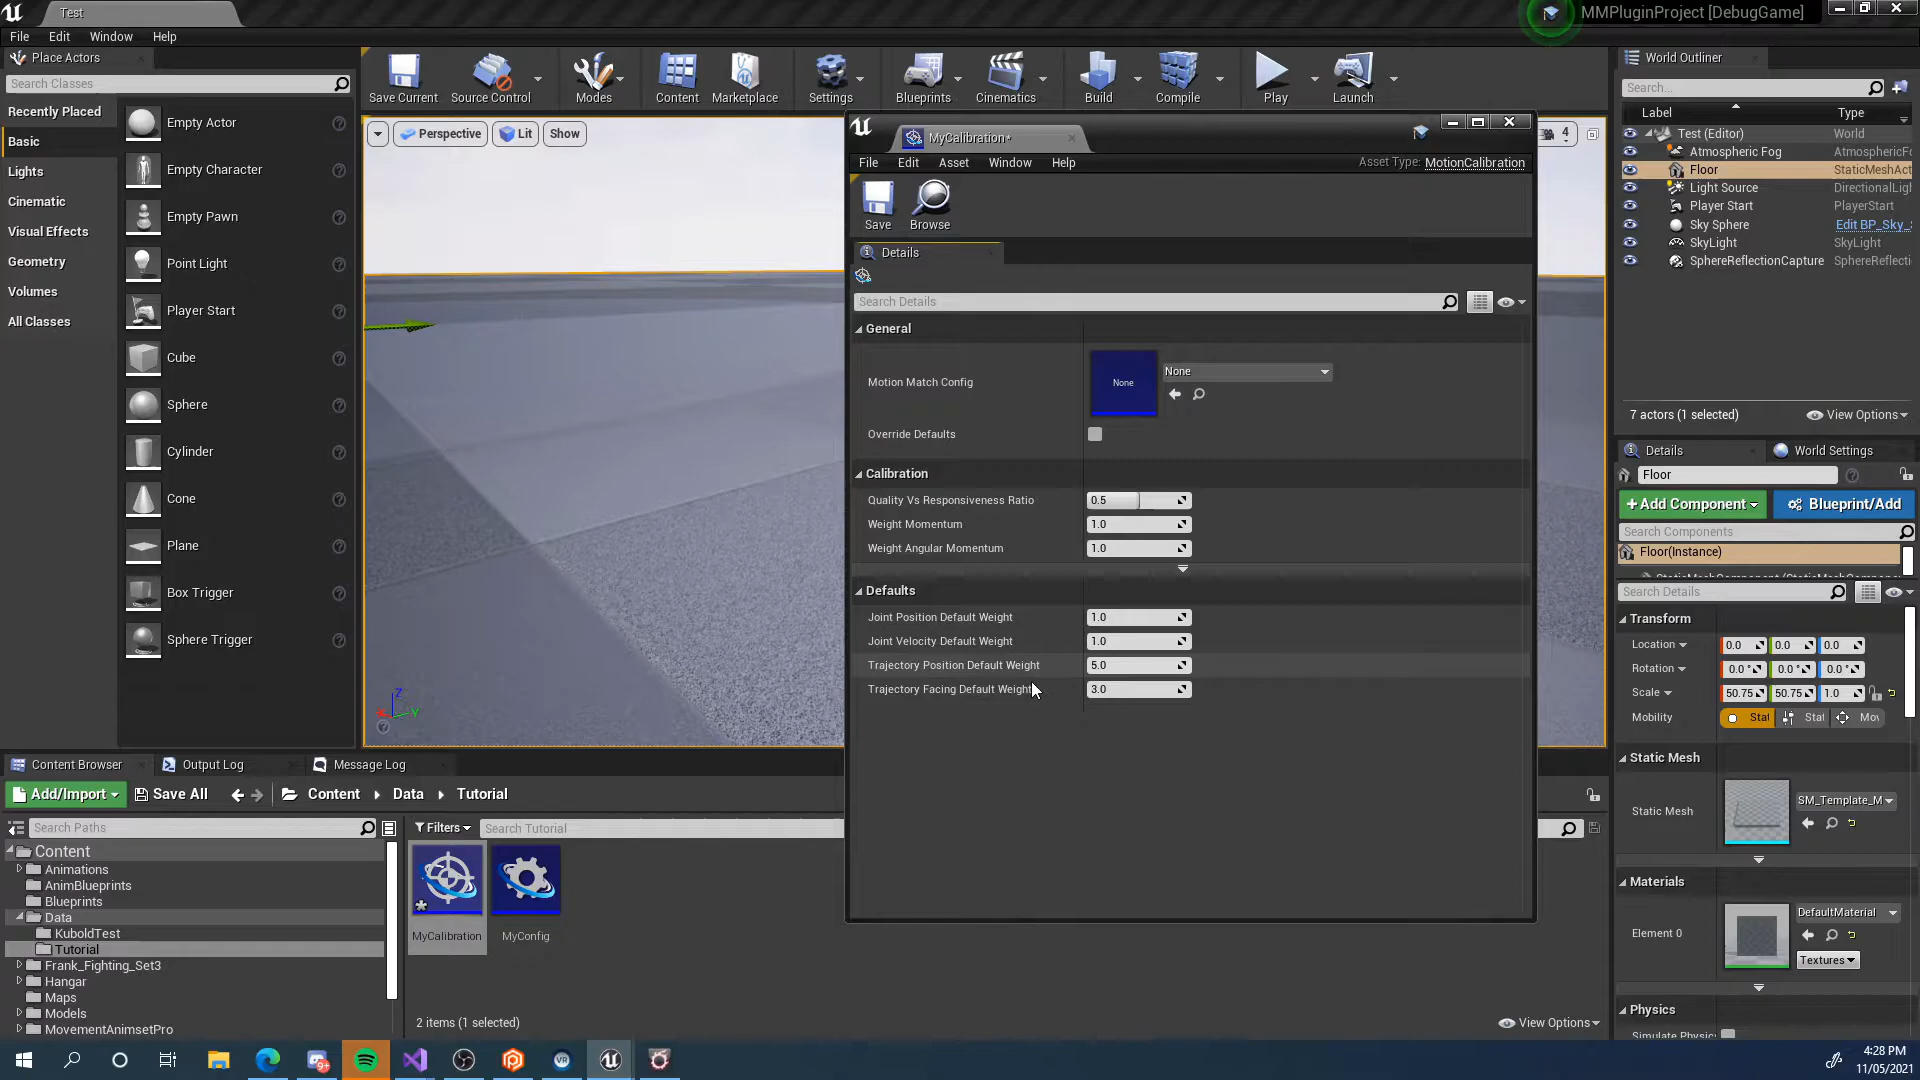 Test
MMPluginProject [DebugGame]
File Edit Window Help
Place Actors
Search Classes
Recently Placed
Basic
Lights
Cinematic
Visual Effects
Geometry
Volumes
All Classes
Empty Actor
Empty Character
Empty Pawn
Point Light
Player Start
Cube
Sphere
Cylinder
Cone
Plane
Box Trigger
Sphere Trigger
Save Current
Source Control
Modes
Content
Marketplace
Settings
Blueprints
Cinematics
Build
Compile
Play
Launch
Perspective
Lit
Show
4
Z
Y
MyCalibration*
File Edit Asset Window Help
Asset Type: MotionCalibration
Save
Browse
Details
Search Details
General
Motion Match Config
None
None
Override Defaults
Calibration
Quality Vs Responsiveness Ratio 0.5
Weight Momentum 1.0
Weight Angular Momentum 1.0
Defaults
Joint Position Default Weight 1.0
Joint Velocity Default Weight 1.0
Trajectory Position Default Weight 5.0
Trajectory Facing Default Weight 3.0
World Outliner
Search...
Label Type
Test (Editor) World
Atmospheric Fog AtmosphericFo
Floor StaticMeshAct
Light Source DirectionalLigh
Player Start PlayerStart
Sky Sphere Edit BP_Sky_S
SkyLight SkyLight
SphereReflectionCapture SphereReflecti
7 actors (1 selected)
View Options
Details
World Settings
Floor
+Add Component
Blueprint/Add
Search Components
Floor(Instance)
Search Details
Transform
Location 0.0 0.0 0.0
Rotation 0.0 ° 0.0 ° 0.0 °
Scale 50.75 50.75 1.0
Mobility Stat Stat Mov
Static Mesh
Static Mesh
SM_Template_M
Materials
Element 0
DefaultMaterial
Textures
Physics
Simulate Physic
Content Browser
Output Log
Message Log
Add/Import
Save All
Content
Data
Tutorial
Search Paths
Filters
Search Tutorial
Content
Animations
AnimBlueprints
Blueprints
Data
KuboldTest
Tutorial
Frank_Fighting_Set3
Hangar
Maps
Models
MovementAnimsetPro
MyCalibration
MyConfig
2 items (1 selected)
View Options
9+
VR
4:28 PM
11/05/2021